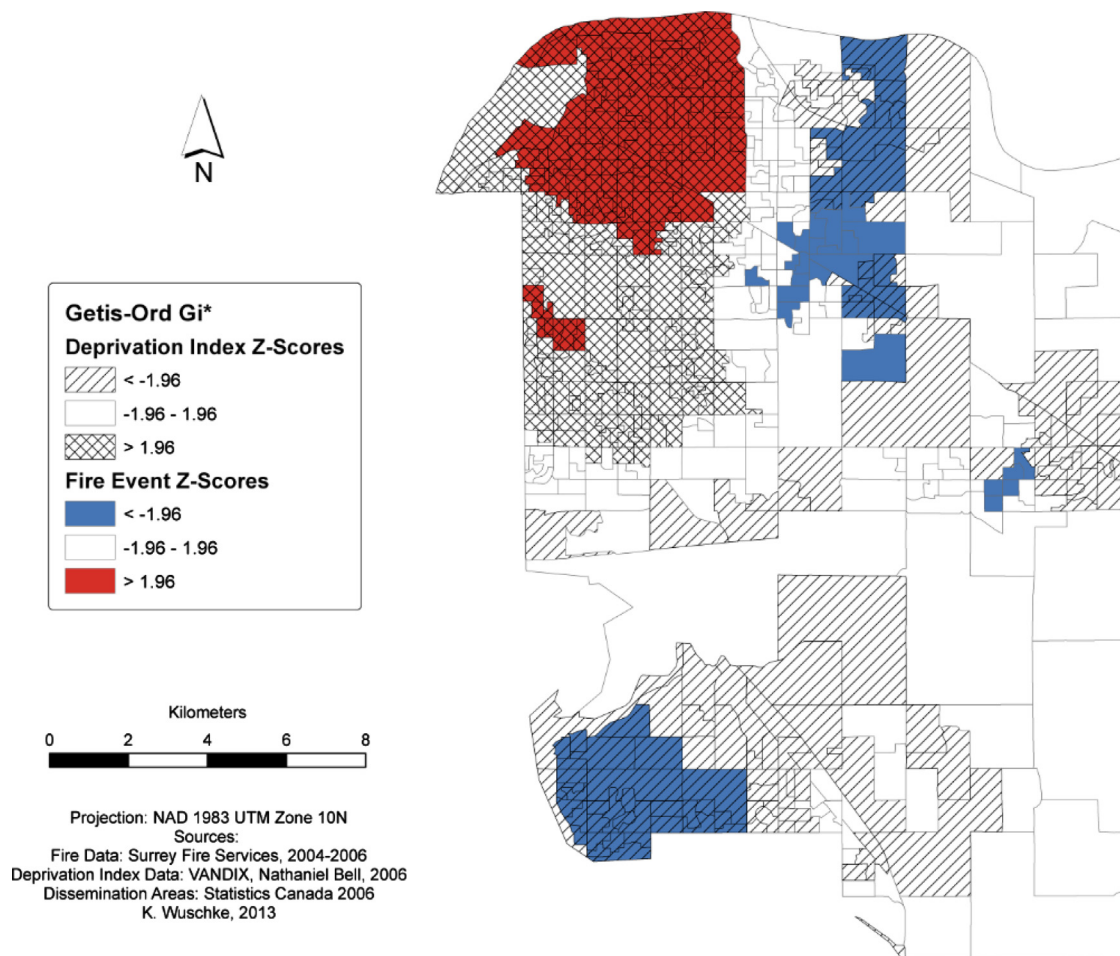 N
Getis-Ord Gi*
Deprivation Index Z-Scores
< -1.96
-1.96 - 1.96
> 1.96
Fire Event Z-Scores
< -1.96
-1.96 - 1.96
> 1.96
Kilometers
0 2 4 6 8
Projection: NAD 1983 UTM Zone 10N
Sources:
Fire Data: Surrey Fire Services, 2004-2006
Deprivation Index Data: VANDIX, Nathaniel Bell, 2006
Dissemination Areas: Statistics Canada 2006
K. Wuschke, 2013